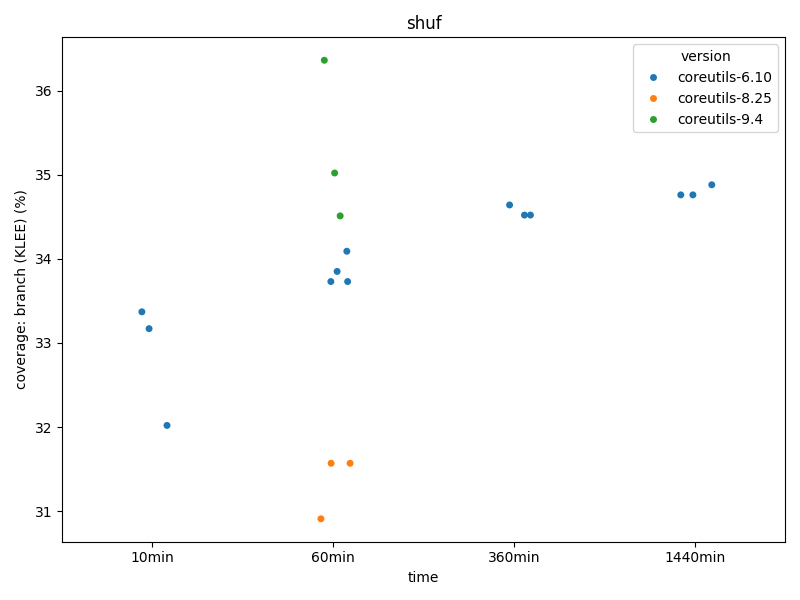 shuf
version
coreutils-6.10
coreutils-8.25
coreutils-9.4
coverage: branch (KLEE) (%)
36
35
34
33
32
31
10min 60min 360min 1440min
time